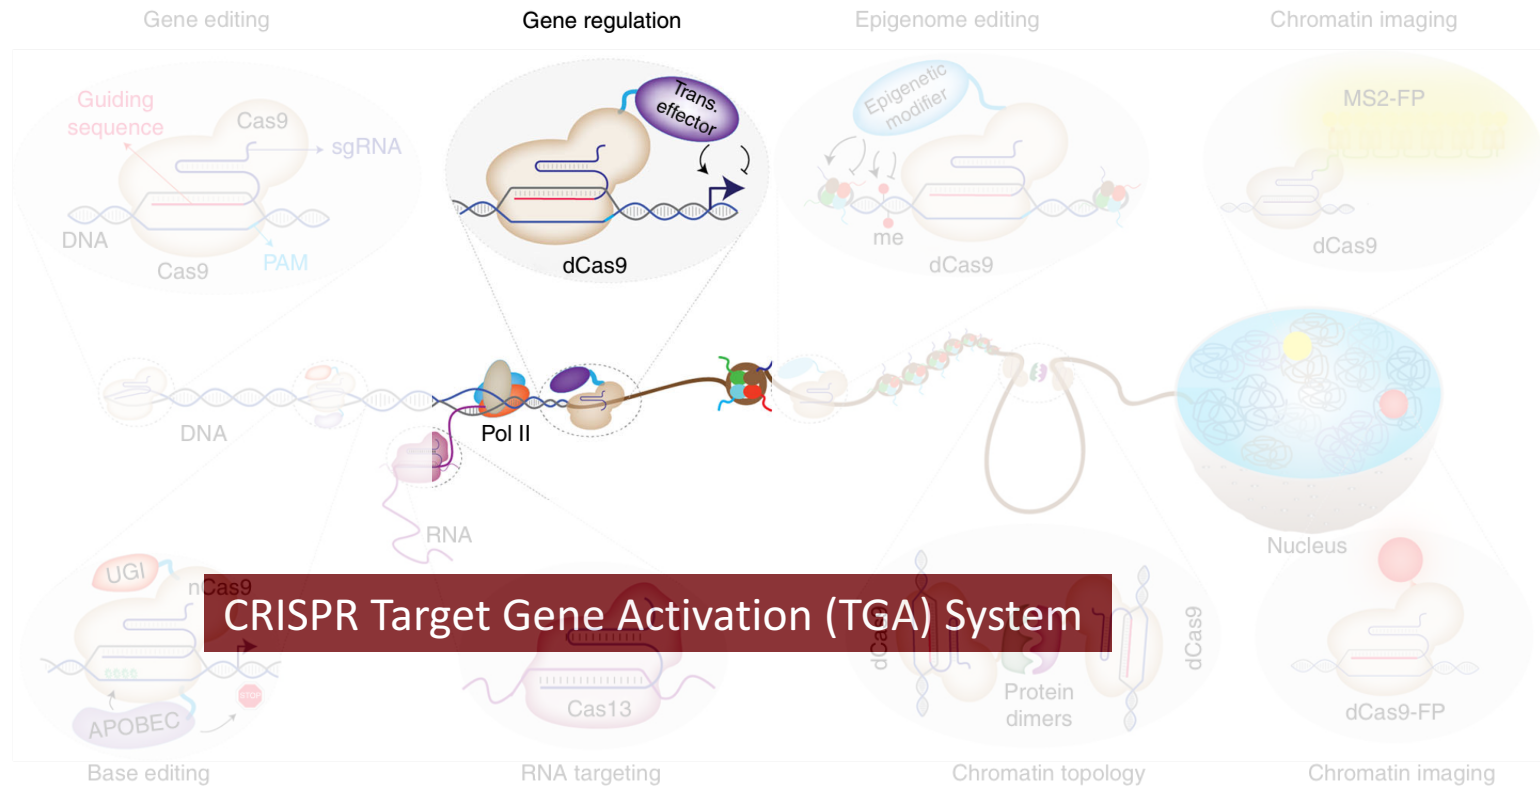 Gene editing
Gene regulation
Epigenome editing
Chromatin imaging
Guiding
sequence
Cas9
sgRNA
DNA
Cas9
PAM
Trans.
effector
dCas9
Epigenetic
modifier
me
dCas9
MS2-FP
dCas9
DNA
Pol II
RNA
Nucleus
UGI
nCas9
STOP
APOBEC
CRISPR Target Gene Activation (TGA) System
Cas13
dCas9
Protein
dimers
dCas9
dCas9-FP
Base editing
RNA targeting
Chromatin topology
Chromatin imaging